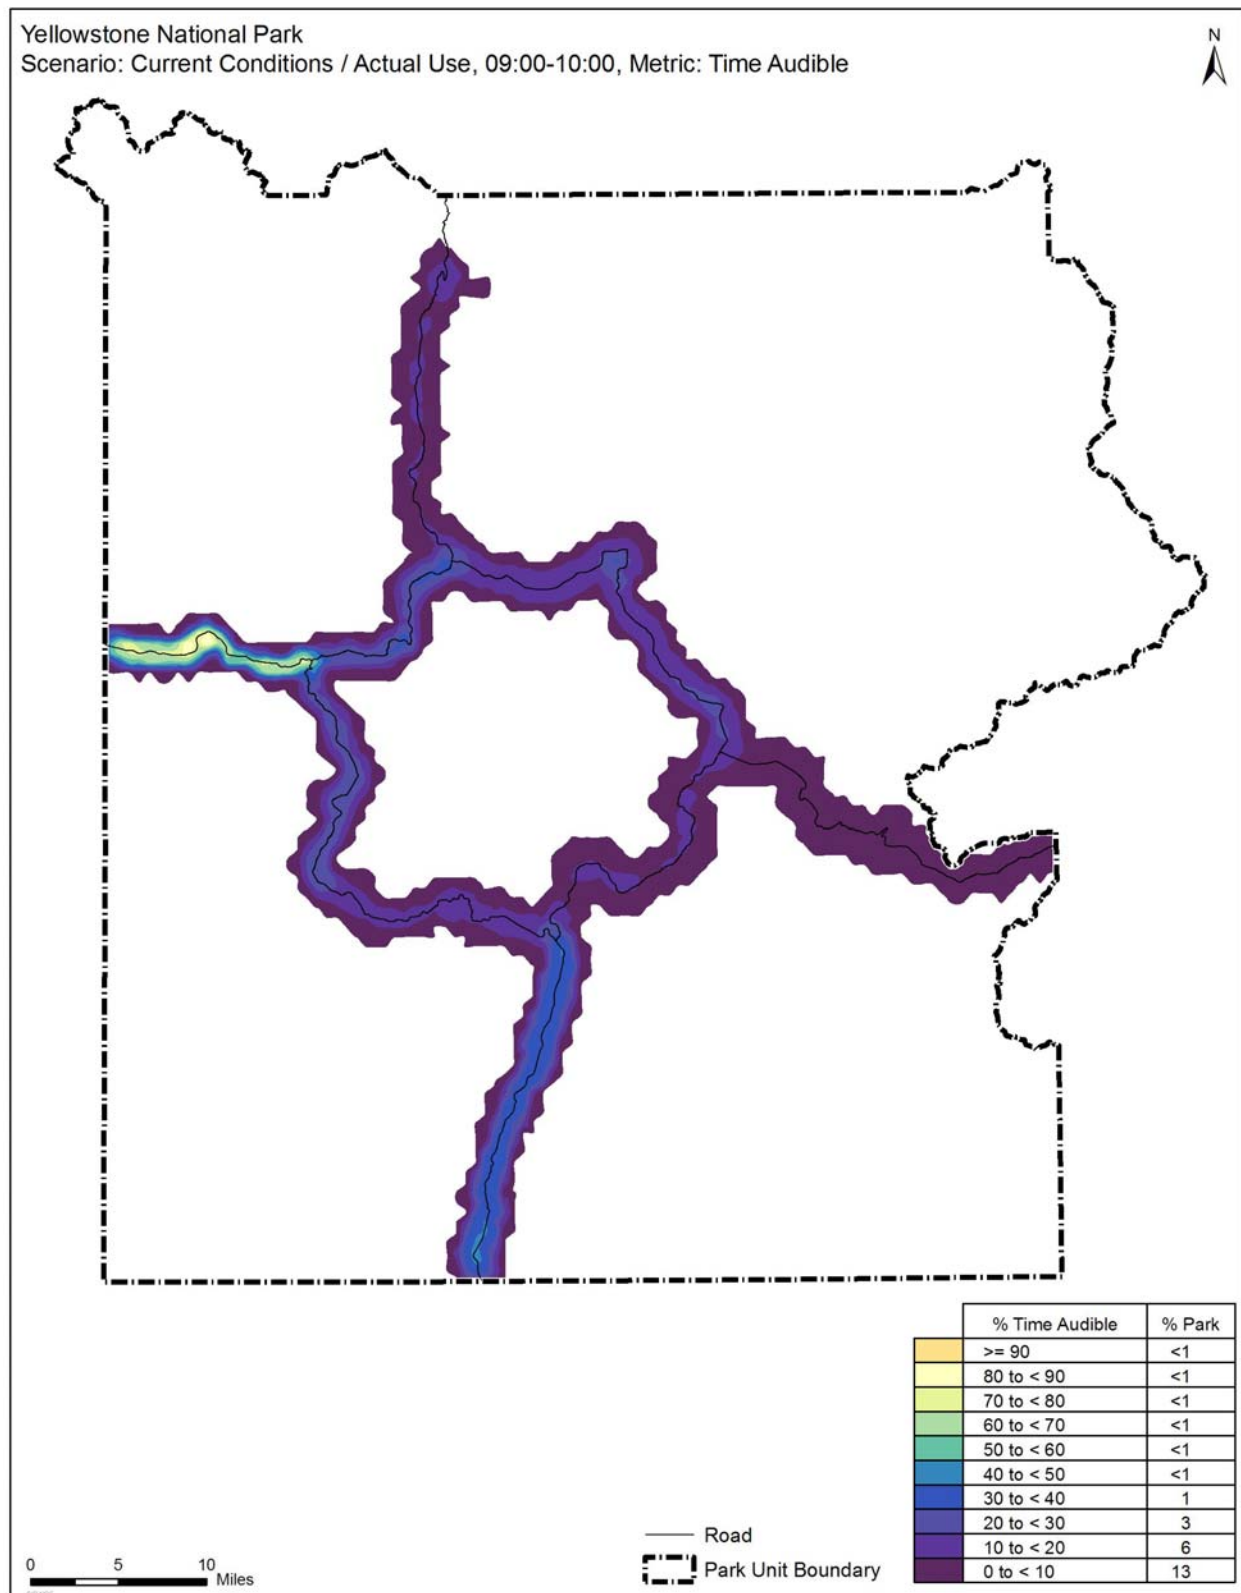 Yellowstone National Park
Scenario: Current Conditions / Actual Use, 09:00-10:00, Metric: Time Audible
N
% Time Audible % Park
>= 90 <1
80 to < 90 <1
70 to < 80 <1
60 to < 70 <1
50 to < 60 <1
40 to < 50 <1
30 to < 40 1
20 to < 30 3
10 to < 20 6
0 to < 10 13
Road
Park Unit Boundary
0 5 10
Miles